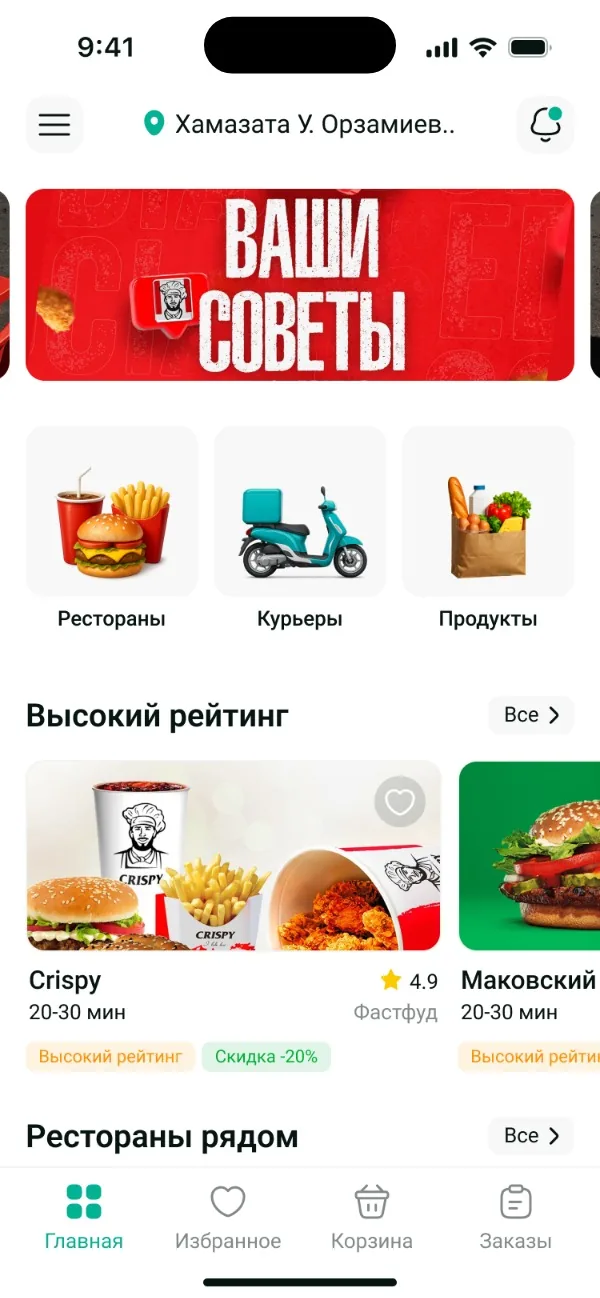 9:41
Хамазата У. Орзамиев..
ВАШИ
СОВЕТЫ
Рестораны
Курьеры
Продукты
Высокий рейтинг
Все
CRISPY
CRISPY
Crispy
4.9
20-30 мин
Фастфуд
Высокий рейтинг
Скидка -20%
Маковский
20-30 мин
Высокий рейтин
Рестораны рядом
Все
Главная
Избранное
Корзина
Заказы